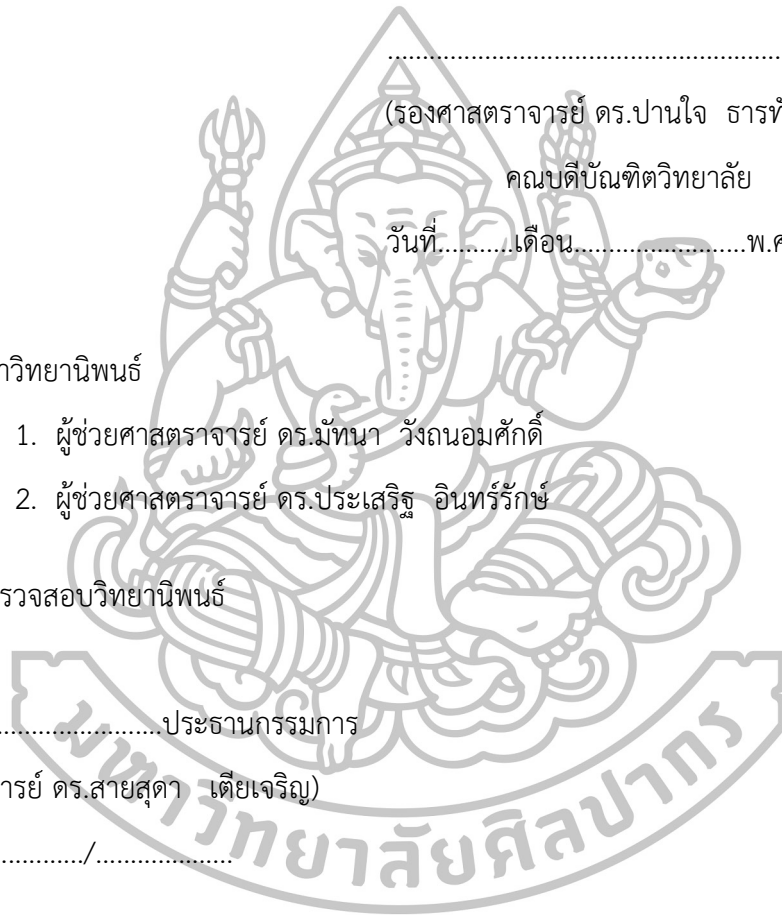 ........................................................
(รองศาสตราจารย์ ดร.ปานใจ ธารทั
คณบดีบัณฑิตวิทยาลัย
วันที่...........เดือน.........................พ.ศ
าวิทยานิพนธ์
1. ผู้ช่วยศาสตราจารย์ ดร.มัทนา วังถนอมศักดิ์
2. ผู้ช่วยศาสตราจารย์ ดร.ประเสริฐ อินทร์รักษ์
รวจสอบวิทยานิพนธ์
........................ประธานกรรมการ
ารย์ ดร.สายสุดา เตียเจริญ)
............/....................
มหาวิทยาลัยศิลปากร